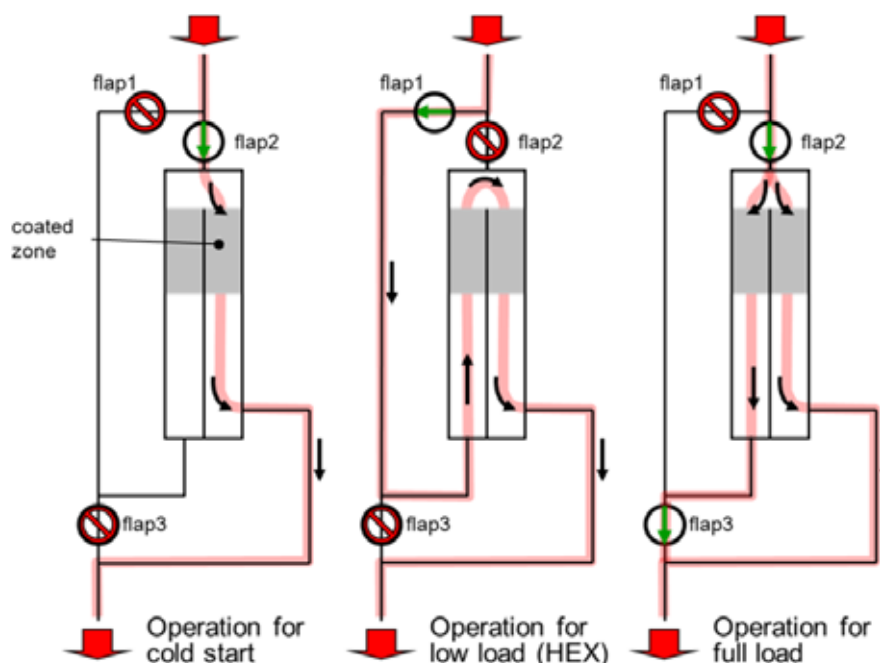 flap1
flap2
coated
zone
flap3
Operation for
cold start
flap1
flap2
flap3
Operation for
low load (HEX)
flap1
flap2
flap3
Operation for
full load